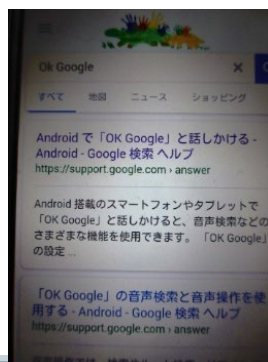 Ok Google
すべて 地図 ニュース ショッピング
Android で「OK Google」と話しかける -
Android - Google 検索 ヘルプ
https://support.google.com › answer
Android 搭載のスマートフォンやタブレットで
「OK Google」と話しかけると、音声検索などの
さまざまな機能を使用できます。 「OK Google」
の設定 ...
「OK Google」の音声検索と音声操作を使
用する - Android - Google 検索 ヘルプ
https://support.google.com › answer